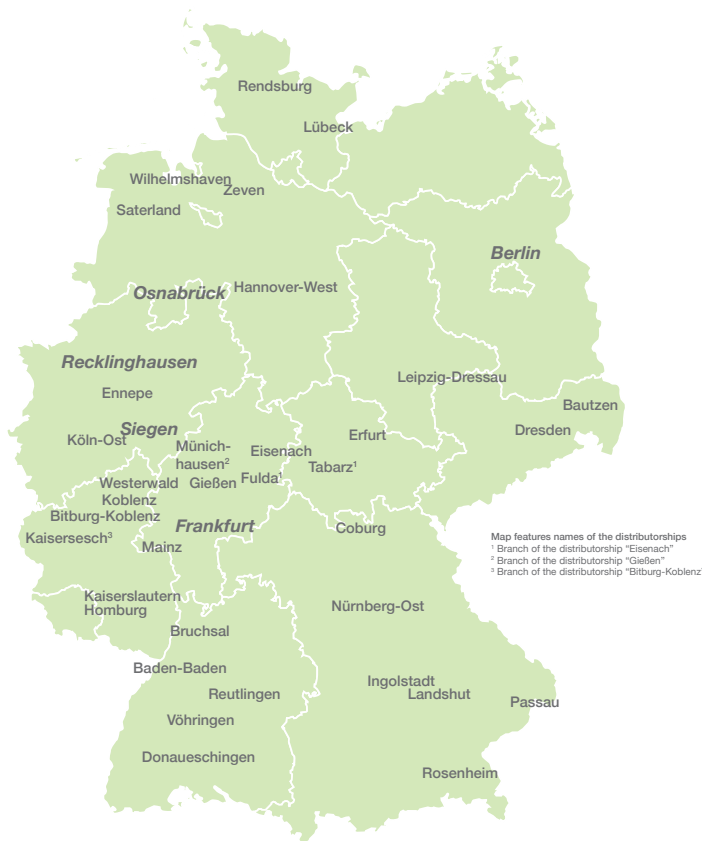 Rendsburg
Lübeck
Wilhelmshaven
Zeven
Saterland
Berlin
Osnabrück
Hannover-West
Recklinghausen
Leipzig-Dressau
Ennepe
Bautzen
Siegen
Dresden
Köln-Ost
Erfurt
Münich-
hausen²
Eisenach
Tabarz¹
Fulda¹
Westerwald
Gießen
Koblenz
Bitburg-Koblenz
Frankfurt
Coburg
Kaisersesch³
Mainz
Map features names of the distributorships
¹ Branch of the distributorship “Eisenach”
² Branch of the distributorship “Gießen”
³ Branch of the distributorship “Bitburg-Koblenz”
Kaiserslautern
Homburg
Nürnberg-Ost
Bruchsal
Baden-Baden
Ingolstadt
Reutlingen
Landshut
Passau
Vöhringen
Donaueschingen
Rosenheim